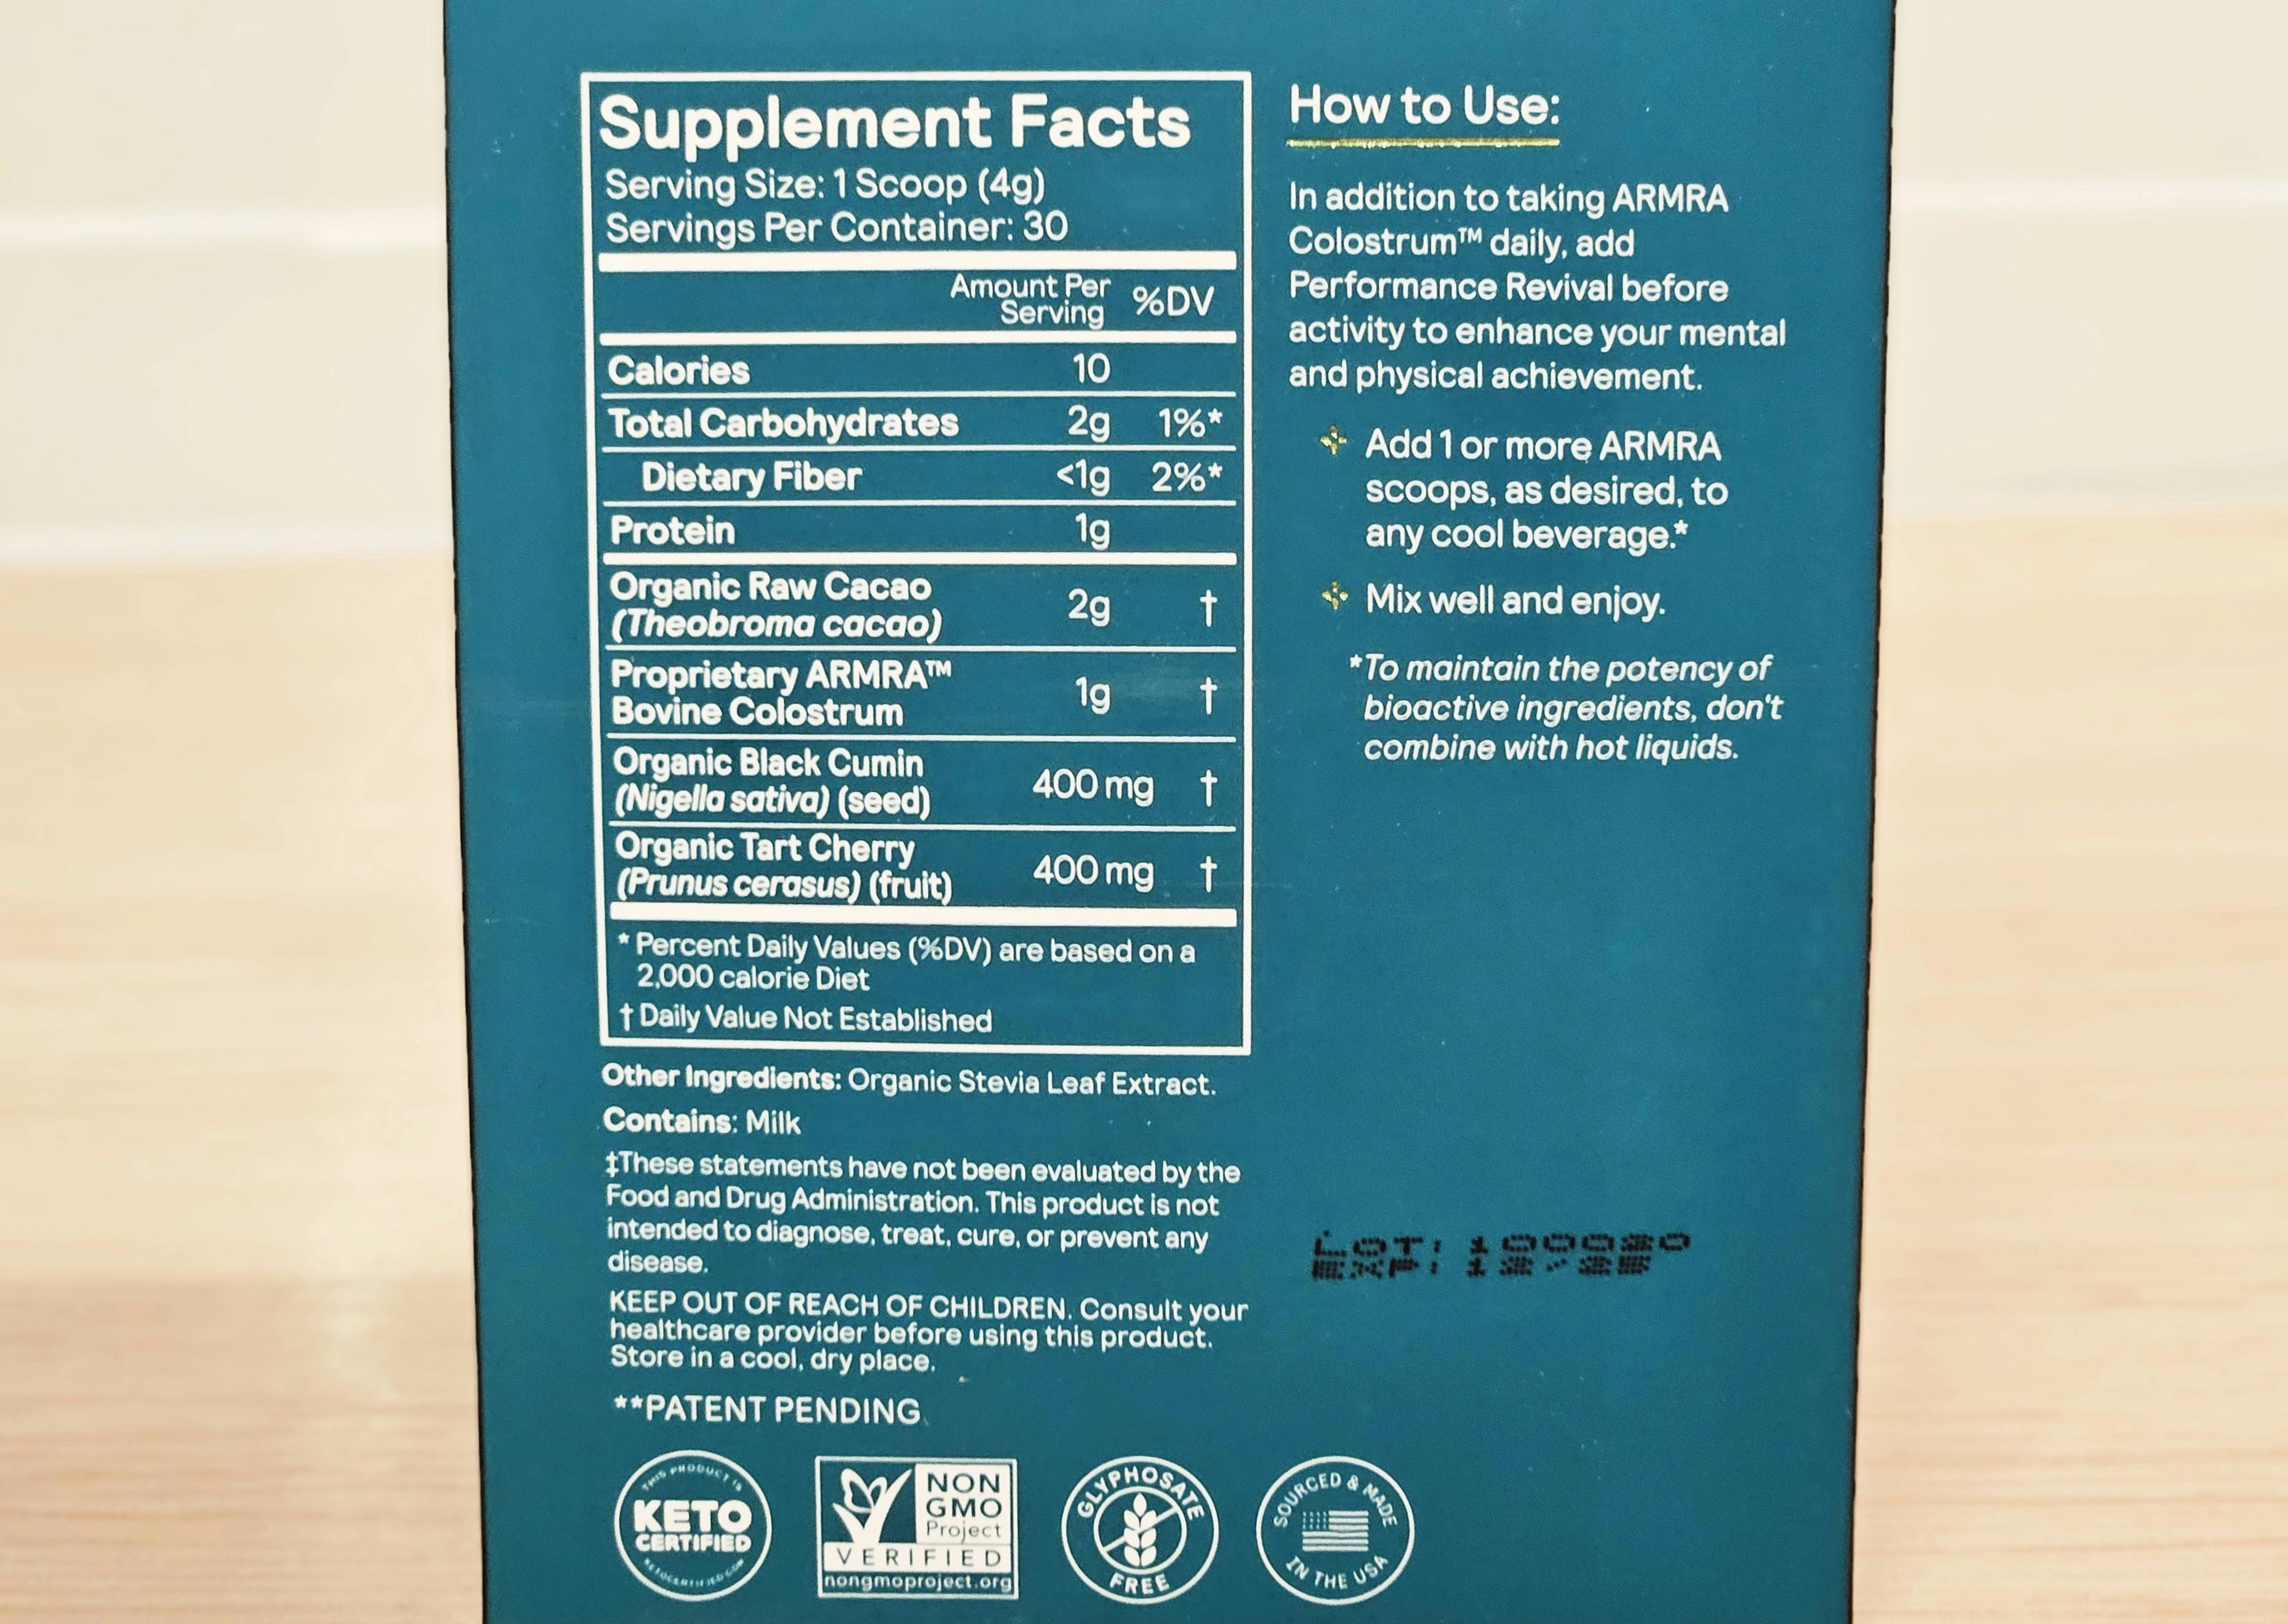 Supplement Facts
Serving Size: 1 Scoop (4g)
Servings Per Container: 30
Amount Per
Serving
%DV
Calories 10
Total Carbohydrates 2g 1%*
Dietary Fiber <1g 2%*
Protein 1g
Organic Raw Cacao
(Theobroma cacao) 2g †
Proprietary ARMRA™
Bovine Colostrum 1g †
Organic Black Cumin
(Nigella sativa) (seed) 400 mg †
Organic Tart Cherry
(Prunus cerasus) (fruit) 400 mg †
* Percent Daily Values (%DV) are based on a
2,000 calorie Diet
† Daily Value Not Established
Other Ingredients: Organic Stevia Leaf Extract.
Contains: Milk
‡These statements have not been evaluated by the
Food and Drug Administration. This product is not
intended to diagnose, treat, cure, or prevent any
disease.
KEEP OUT OF REACH OF CHILDREN. Consult your
healthcare provider before using this product.
Store in a cool, dry place.
**PATENT PENDING
How to Use:
In addition to taking ARMRA
Colostrum™ daily, add
Performance Revival before
activity to enhance your mental
and physical achievement.
Add 1 or more ARMRA
scoops, as desired, to
any cool beverage.*
Mix well and enjoy.
*To maintain the potency of
bioactive ingredients, don't
combine with hot liquids.
THIS PRODUCT IS
KETO
CERTIFIED
KETOCERTIFIED.COM
NON
GMO
Project
VERIFIED
nongmoproject.org
GLYPHOSATE
FREE
SOURCED & MADE
IN THE USA